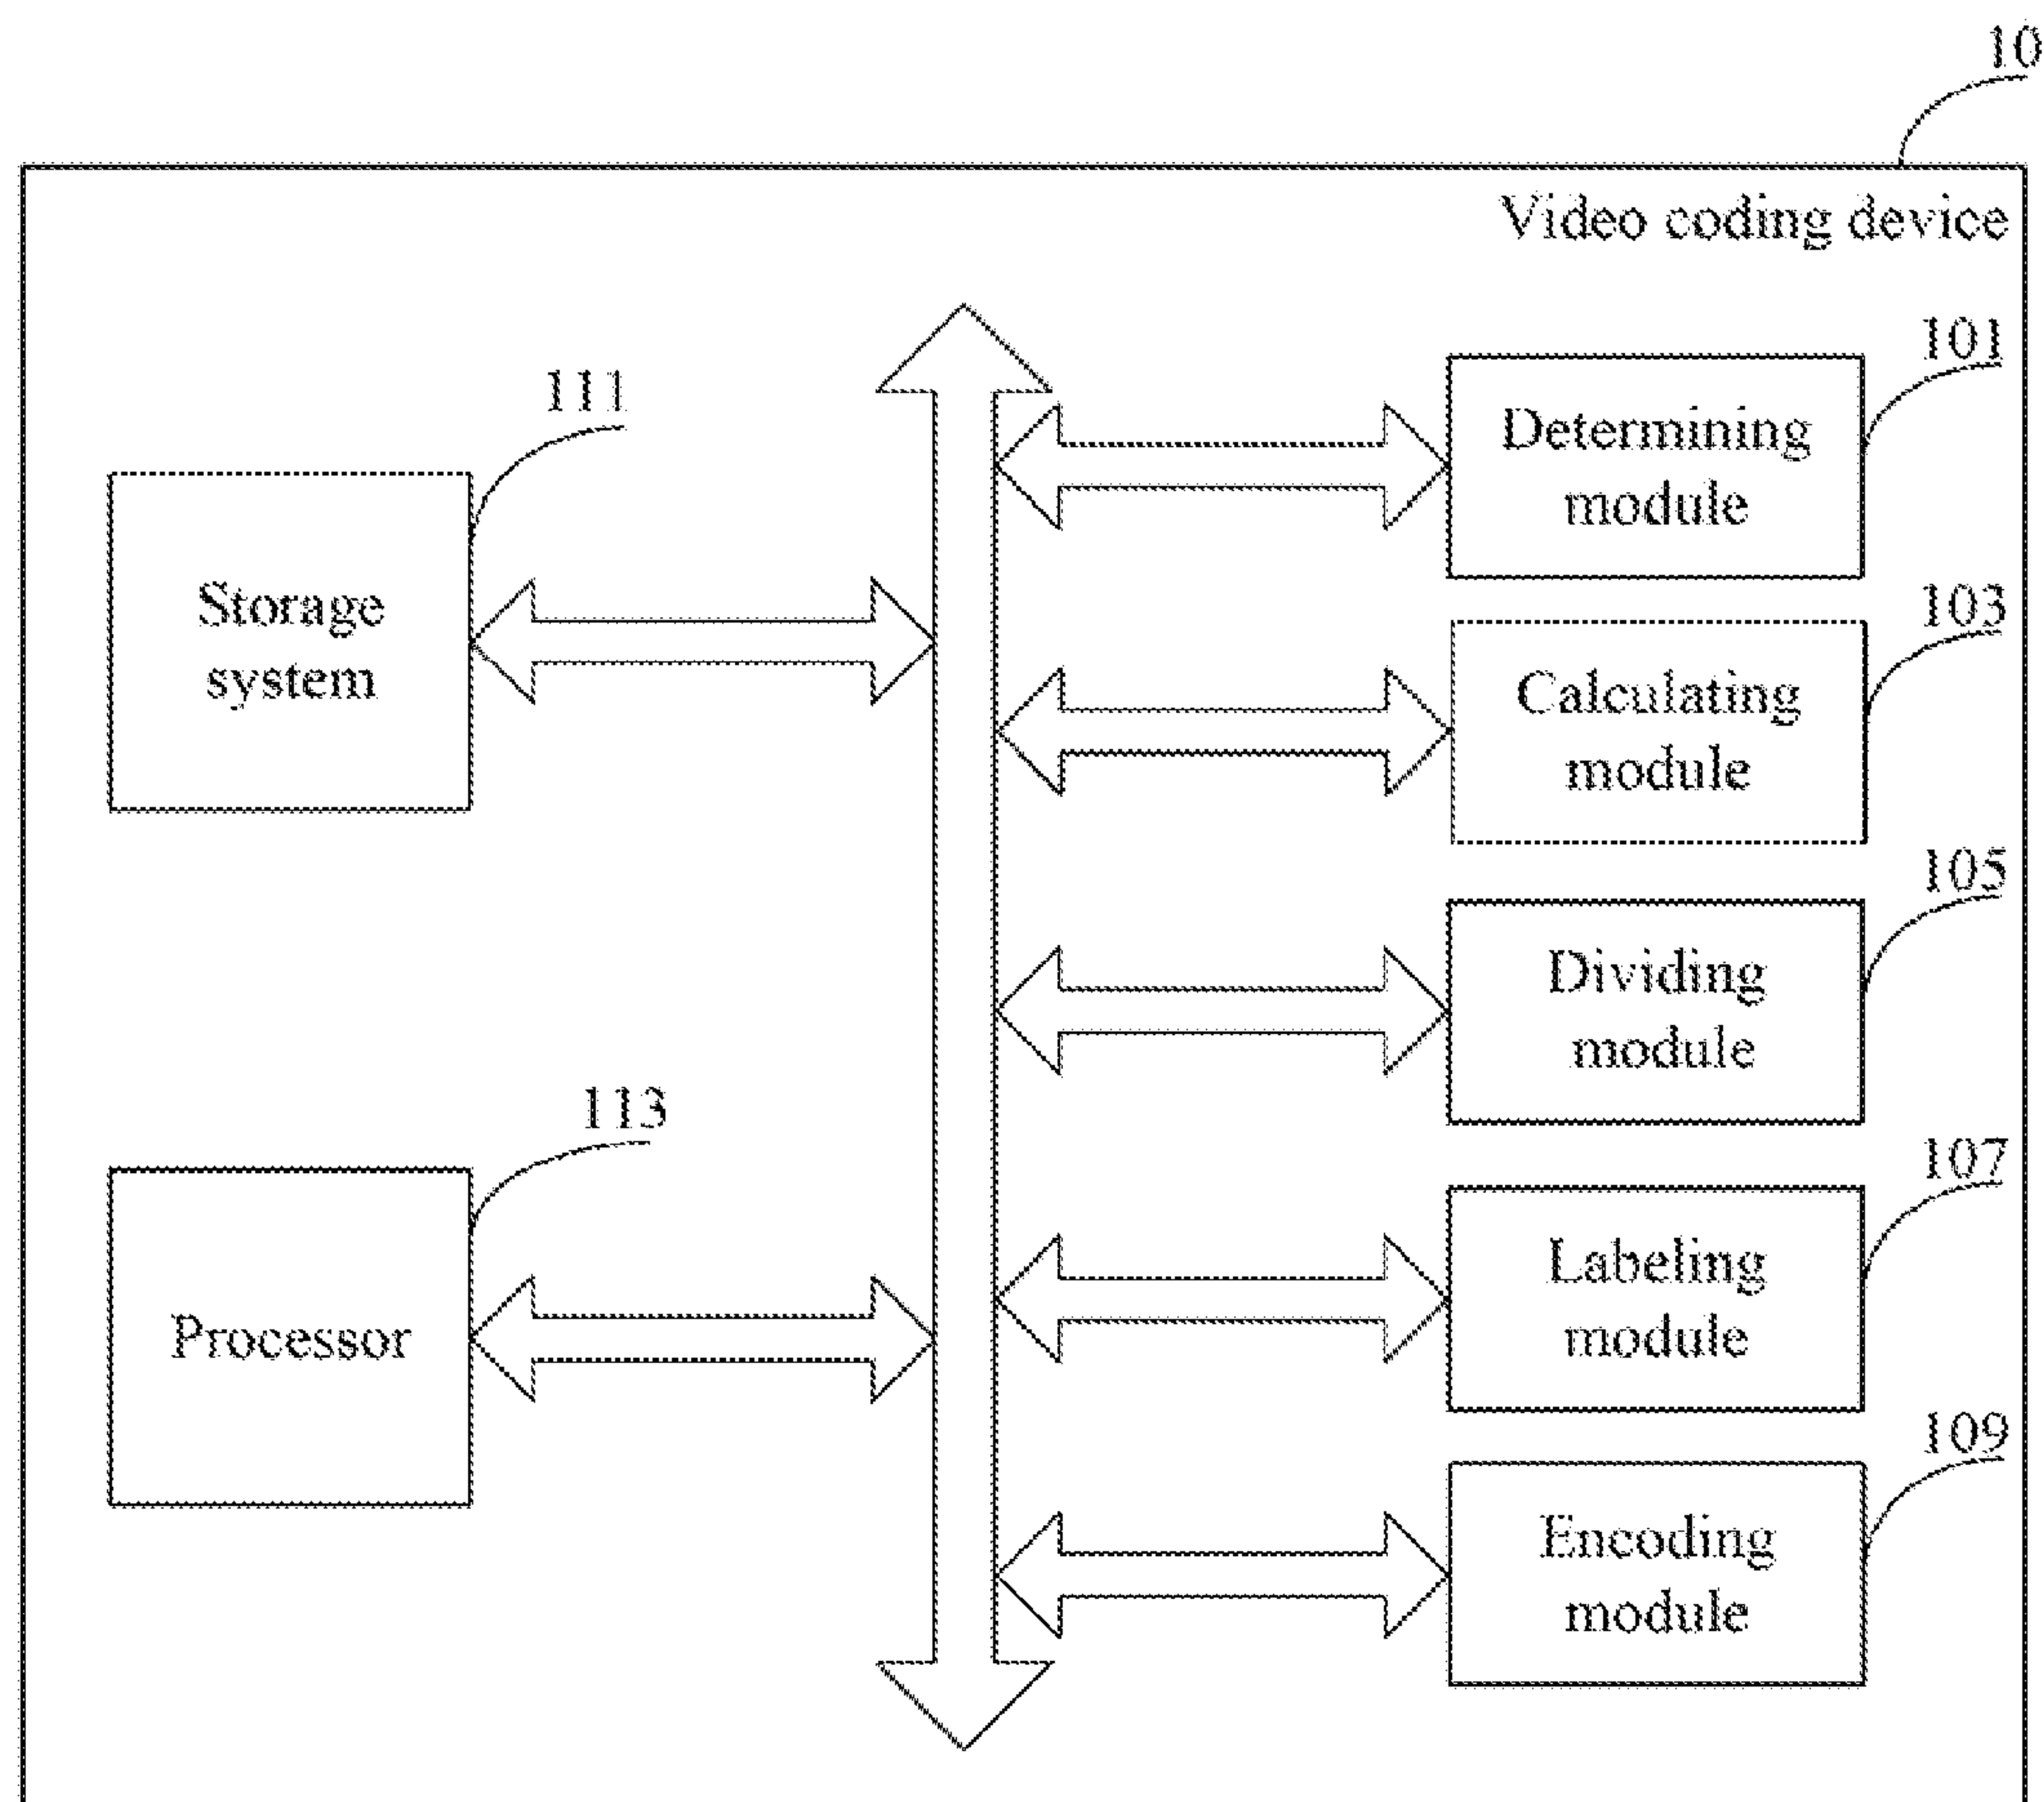 10
Video coding device
101
Determining
module
111
Storage
system
103
Calculating
module
105
Dividing
module
113
Processor
107
Labeling
module
109
Encoding
module